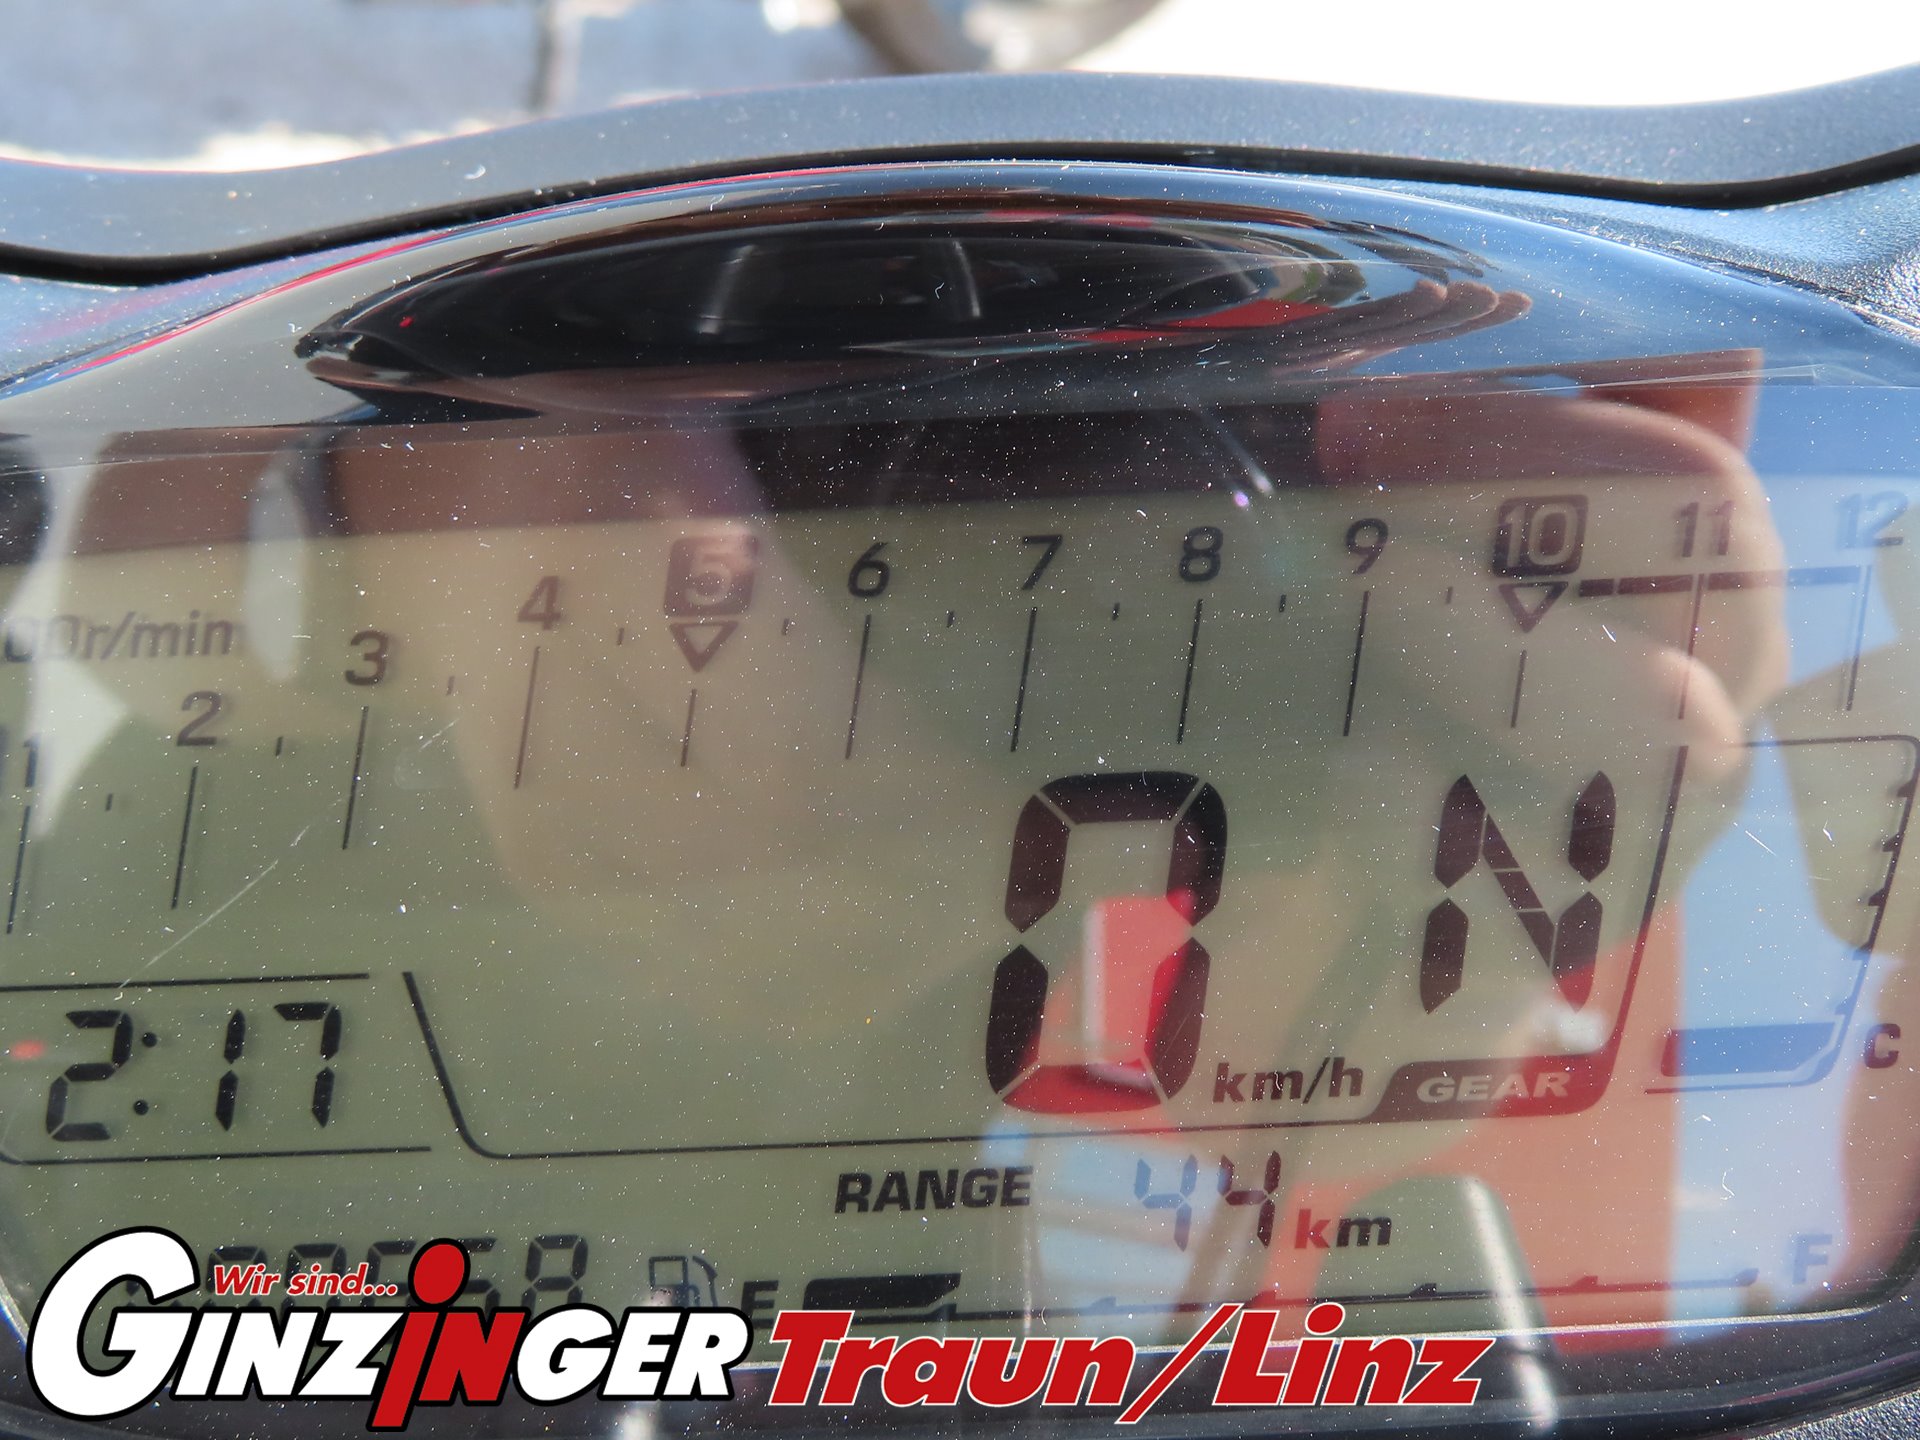 1 2 3 4 5 6 7 8 9 10 11 12
r/min
0 km/h N
GEAR
2:17
C
RANGE 44 km
E F
Wir sind...
GINZINGER Traun/Linz